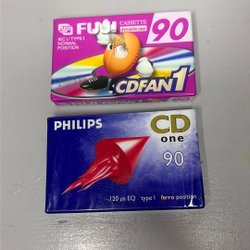 FUJI
CASSETTE
90
IEC I / TYPE I
NORMAL
POSITION
CDFAN1
PHILIPS
CD
one
90
120 µs EQ type I ferro position